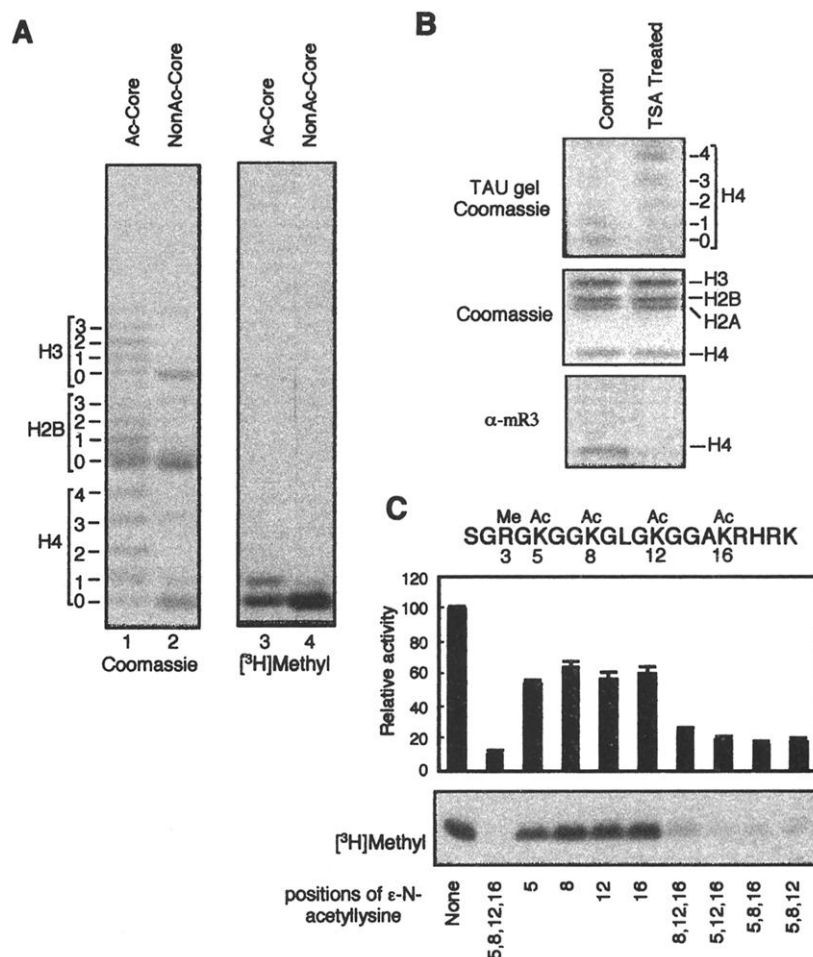 A
Ac-Core
NonAc-Core
Ac-Core
NonAc-Core
H3
3
2
1
0
H2B
3
2
1
0
H4
4
3
2
1
0
1 2
Coomassie
3 4
[³H]Methyl
B
Control
TSA Treated
TAU gel
Coomassie
-4
-3
-2
-1
-0
H4
Coomassie
H3
H2B
H2A
H4
α-mR3
H4
C
Me Ac Ac Ac Ac
SGRGKGGKGLGKGGAKRHRK
3 5 8 12 16
Relative activity
120
100
80
60
40
20
0
[³H]Methyl
positions of ε-N-
acetyllysine
None
5,8,12,16
5
8
12
16
8,12,16
5,12,16
5,8,16
5,8,12